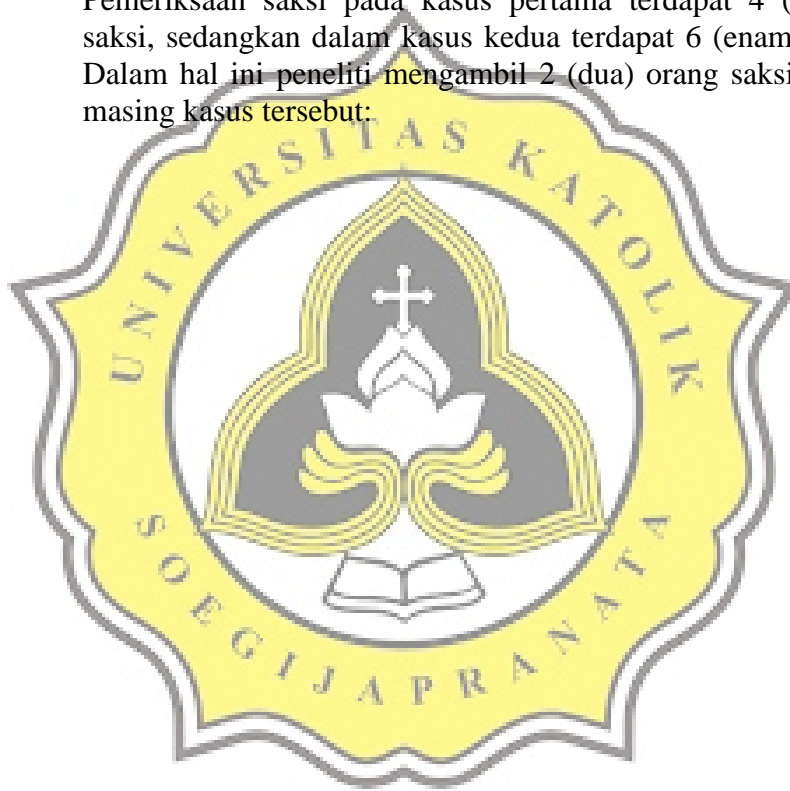 Pemeriksaan saksi pada kasus pertama terdapat 4 (
saksi, sedangkan dalam kasus kedua terdapat 6 (enam
Dalam hal ini peneliti mengambil 2 (dua) orang saksi
masing kasus tersebut:
UNIVERSITAS KATOLIK
SOEGIJAPRANATA